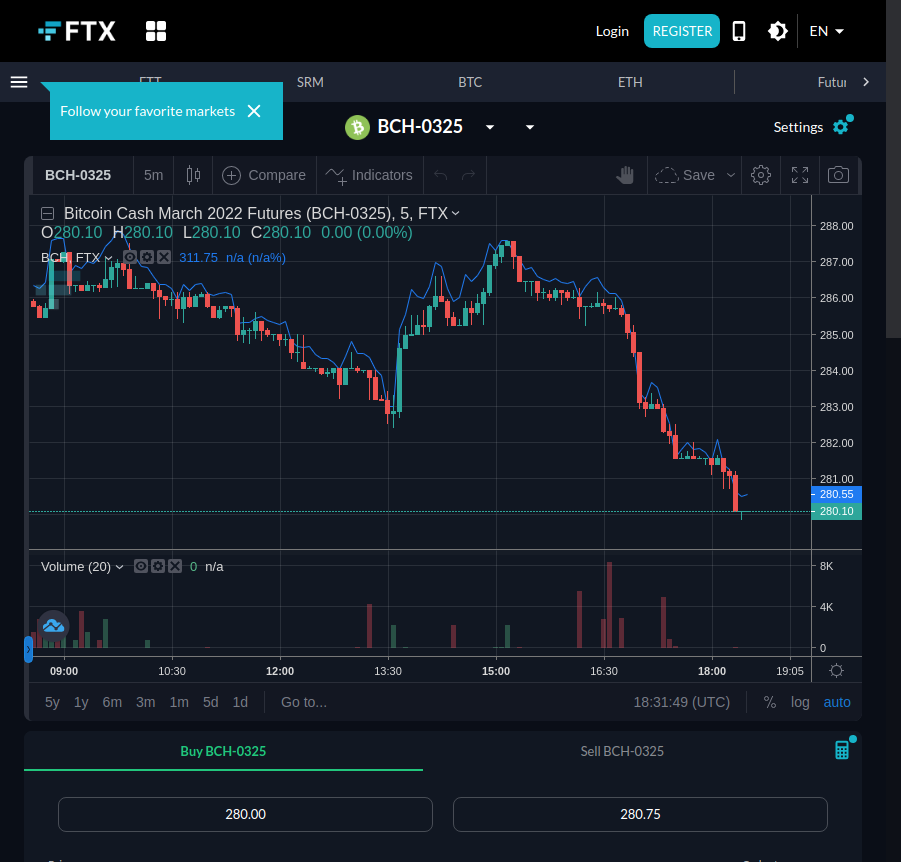 FTX
Login
REGISTER
EN
FTT
SRM
BTC
ETH
Futur
Follow your favorite markets
BCH-0325
Settings
BCH-0325
5m
Compare
Indicators
Save
Bitcoin Cash March 2022 Futures (BCH-0325), 5, FTX
O280.10 H280.10 L280.10 C280.10 0.00 (0.00%)
BCH, FTX 311.75 n/a (n/a%)
288.00
287.00
286.00
285.00
284.00
283.00
282.00
281.00
280.55
280.10
Volume (20) 0 n/a
8K
4K
0
09:00 10:30 12:00 13:30 15:00 16:30 18:00 19:05
5y 1y 6m 3m 1m 5d 1d Go to... 18:31:49 (UTC) % log auto
Buy BCH-0325
Sell BCH-0325
280.00
280.75